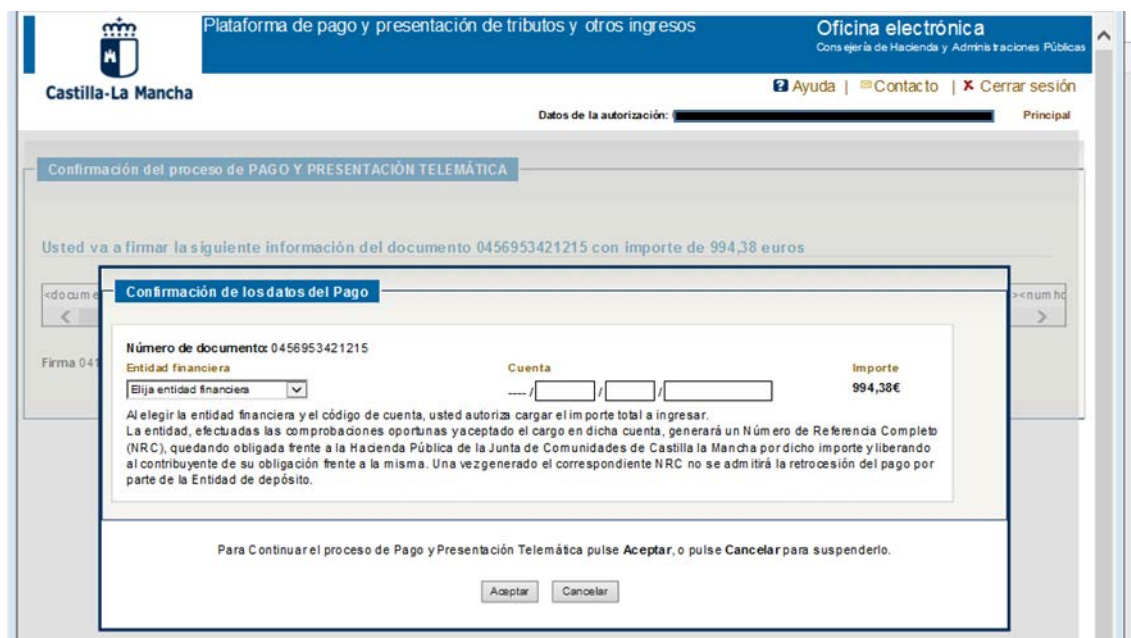 Plataforma de pago y presentación de tributos y otros ingresos
Oficina electrónica
Consejería de Hacienda y Administraciones Públicas
Castilla-La Mancha
Ayuda | Contacto | Cerrar sesión
Datos de la autorización:
Principal
Confirmación del proceso de PAGO Y PRESENTACIÓN TELEMÁTICA
Usted va a firmar la siguiente información del documento 0456953421215 con importe de 994,38 euros
<docume
><numho
Firma 041
Confirmación de los datos del Pago
Número de documento: 0456953421215
Entidad financiera Cuenta Importe
Elija entidad financiera ---- / / / 994,38€
Al elegir la entidad financiera y el código de cuenta, usted autoriza cargar el importe total a ingresar.
La entidad, efectuadas las comprobaciones oportunas y aceptado el cargo en dicha cuenta, generará un Número de Referencia Completo
(NRC), quedando obligada frente a la Hacienda Pública de la Junta de Comunidades de Castilla la Mancha por dicho importe y liberando
al contribuyente de su obligación frente a la misma. Una vez generado el correspondiente NRC no se admitirá la retrocesión del pago por
parte de la Entidad de depósito.
Para Continuar el proceso de Pago y Presentación Telemática pulse Aceptar, o pulse Cancelar para suspenderlo.
Aceptar Cancelar